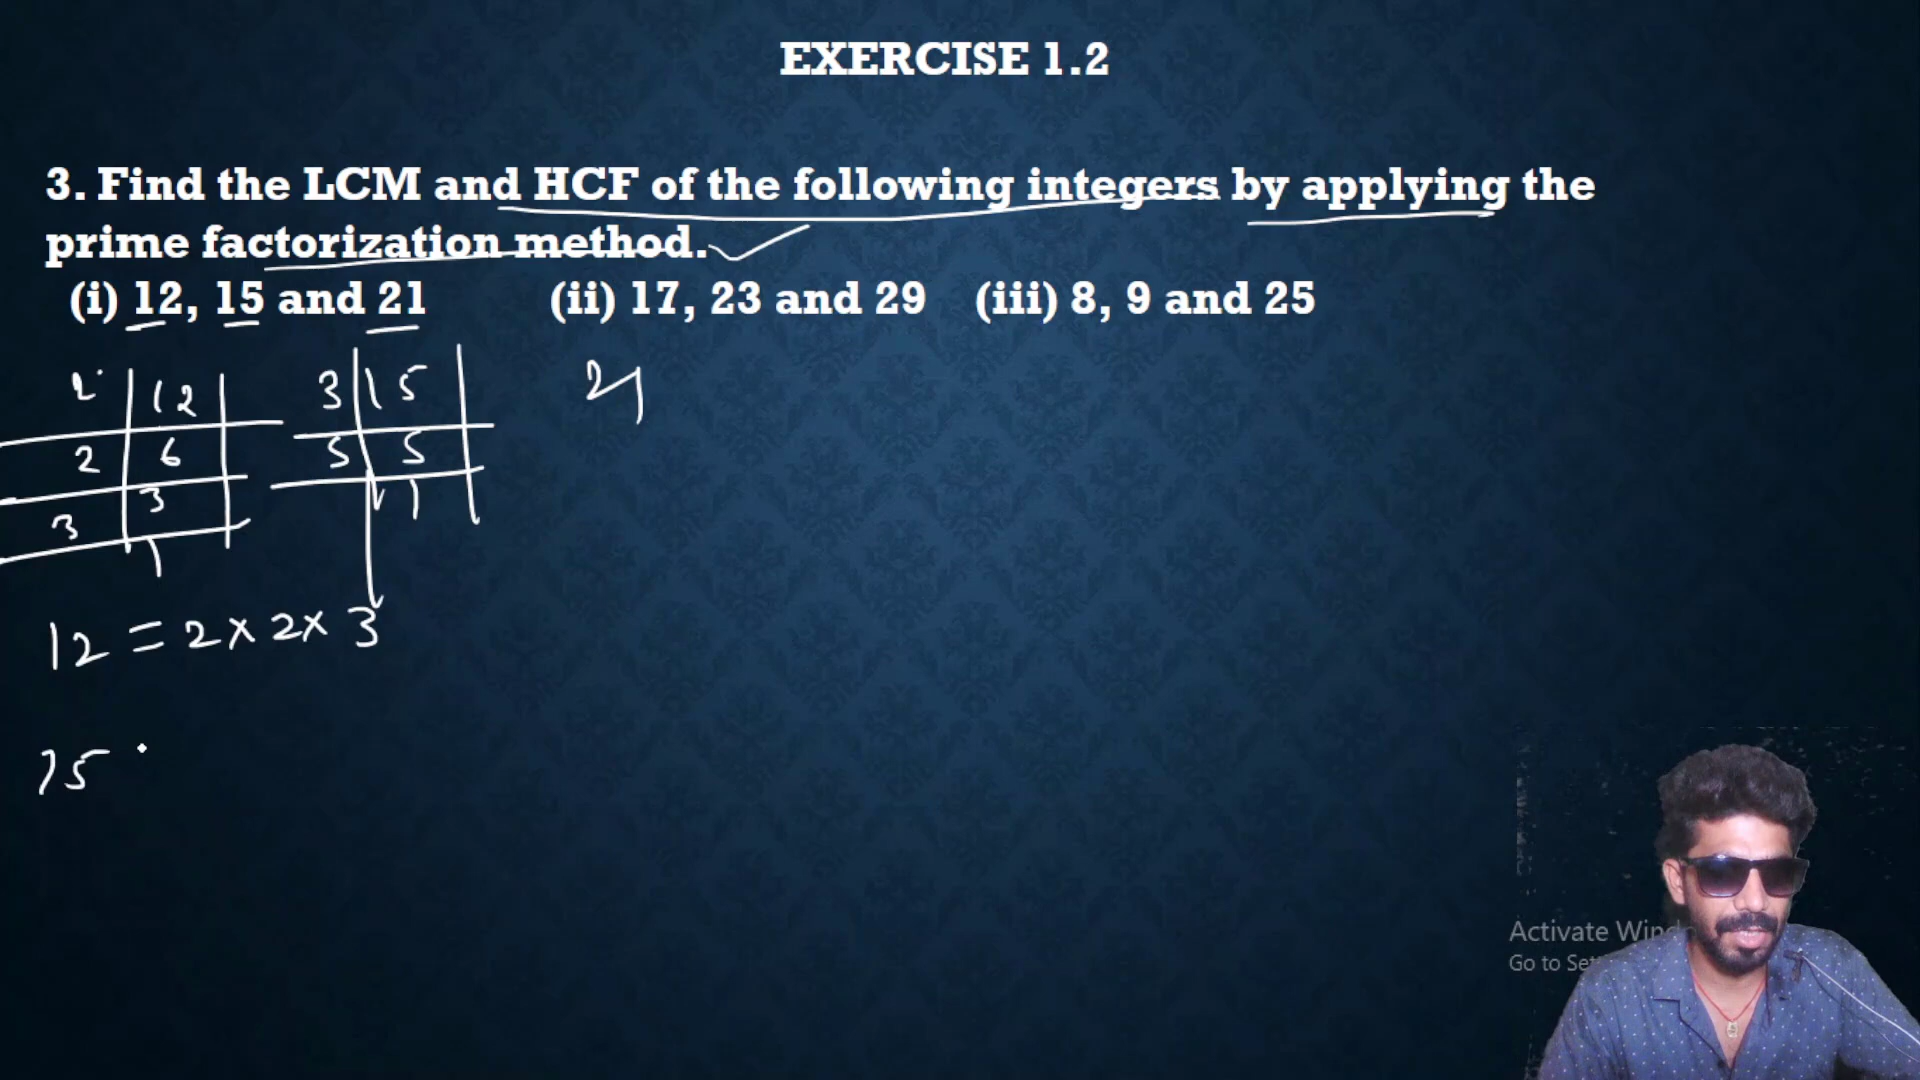 EXERCISE 1.2
3. Find the LCM and HCF of the following integers by applying the
prime factorization method.
(i) 12, 15 and 21 (ii) 17, 23 and 29 (iii) 8, 9 and 25
2 12 3 15 21
2 6 5 5
3 3 1
1
12 = 2 x 2 x 3
15
Activate Wind
Go to Set